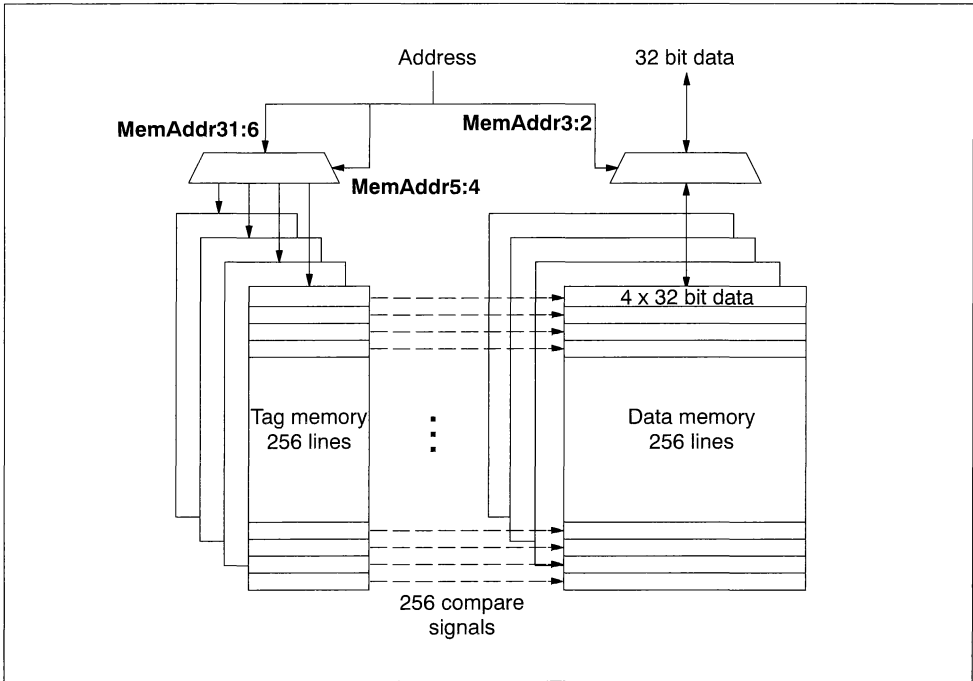 Address
32 bit data
MemAddr31:6
MemAddr3:2
MemAddr5:4
4 x 32 bit data
Tag memory
256 lines
Data memory
256 lines
256 compare
signals